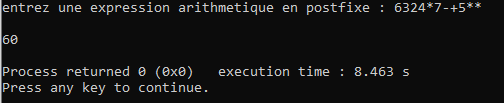 entrez une expression arithmetique en postfixe : 6324*7-+5**
60
Process returned 0 (0x0)   execution time : 8.463 s
Press any key to continue.